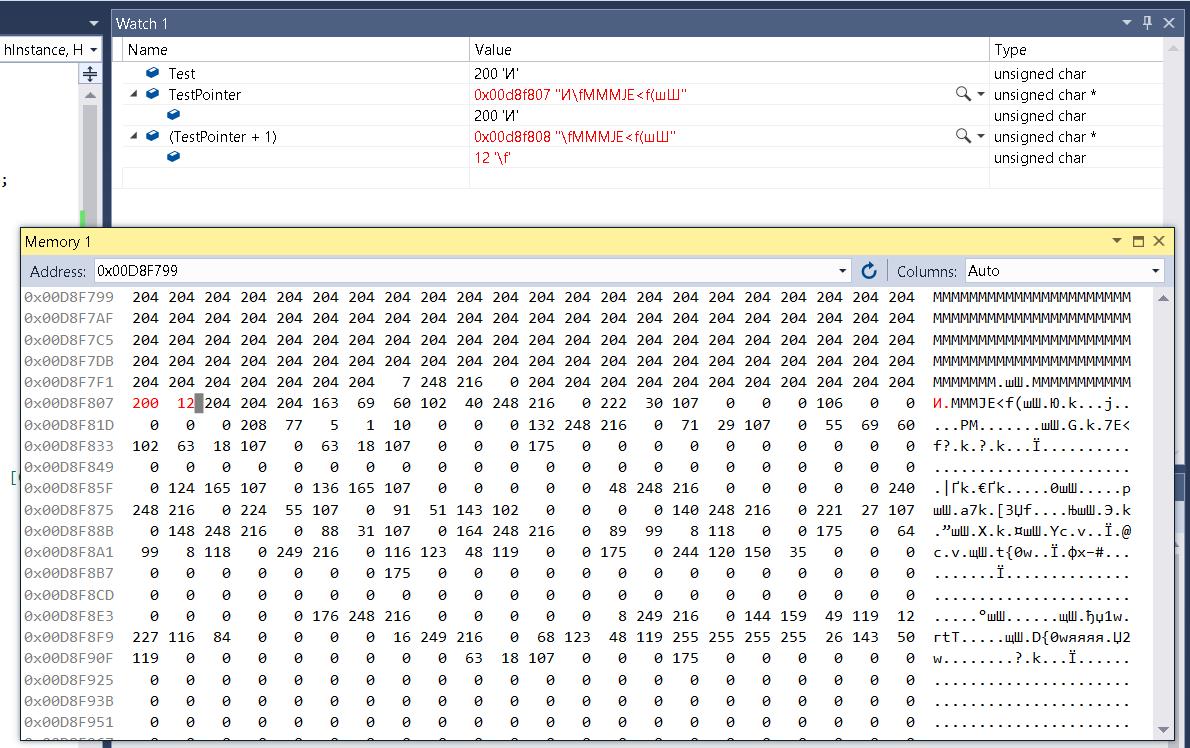 Watch 1
hInstance, H
Name Value Type
Test 200 'И' unsigned char
TestPointer 0x00d8f807 "И\fMMMJE<f(шШ" unsigned char *
200 'И' unsigned char
(TestPointer + 1) 0x00d8f808 "\fMMMJE<f(шШ" unsigned char *
12 '\f' unsigned char
;
Memory 1
Address: 0x00D8F799 Columns: Auto
0x00D8F799 204 204 204 204 204 204 204 204 204 204 204 204 204 204 204 204 204 204 204 204 204 204 MMMMMMMMMMMMMMMMMMMMMM
0x00D8F7AF 204 204 204 204 204 204 204 204 204 204 204 204 204 204 204 204 204 204 204 204 204 204 MMMMMMMMMMMMMMMMMMMMMM
0x00D8F7C5 204 204 204 204 204 204 204 204 204 204 204 204 204 204 204 204 204 204 204 204 204 204 MMMMMMMMMMMMMMMMMMMMMM
0x00D8F7DB 204 204 204 204 204 204 204 204 204 204 204 204 204 204 204 204 204 204 204 204 204 204 MMMMMMMMMMMMMMMMMMMMMM
0x00D8F7F1 204 204 204 204 204 204 204 7 248 216 0 204 204 204 204 204 204 204 204 204 204 204 MMMMMMM.шШ.MMMMMMMMMMM
0x00D8F807 200 12 204 204 204 163 69 60 102 40 248 216 0 222 30 107 0 0 0 106 0 0 И.MMMJE<f(шШ.Ю.k...j..
0x00D8F81D 0 0 0 208 77 5 1 10 0 0 0 132 248 216 0 71 29 107 0 55 69 60 ...РM.......шШ.G.k.7E<
0x00D8F833 102 63 18 107 0 63 18 107 0 0 0 175 0 0 0 0 0 0 0 0 0 0 f?.k.?.k...Ї..........
0x00D8F849 0 0 0 0 0 0 0 0 0 0 0 0 0 0 0 0 0 0 0 0 0 0 ......................
0x00D8F85F 0 124 165 107 0 136 165 107 0 0 0 0 0 48 248 216 0 0 0 0 0 240 .|Ґk.€Ґk.....0шШ.....р
0x00D8F875 248 216 0 224 55 107 0 91 51 143 102 0 0 0 0 140 248 216 0 221 27 107 шШ.а7k.[3Џf....ЊшШ.Э.k
0x00D8F88B 0 148 248 216 0 88 31 107 0 164 248 216 0 89 99 8 118 0 0 175 0 64 .”шШ.X.k.¤шШ.Yc.v..Ї.@
0x00D8F8A1 99 8 118 0 249 216 0 116 123 48 119 0 0 175 0 244 120 150 35 0 0 0 c.v.щШ.t{0w..Ї.фx–#...
0x00D8F8B7 0 0 0 0 0 0 0 175 0 0 0 0 0 0 0 0 0 0 0 0 0 0 .......Ї..............
0x00D8F8CD 0 0 0 0 0 0 0 0 0 0 0 0 0 0 0 0 0 0 0 0 0 0 ......................
0x00D8F8E3 0 0 0 0 0 176 248 216 0 0 0 0 0 8 249 216 0 144 159 49 119 12 .....°шШ......щШ.ђџ1w.
0x00D8F8F9 227 116 84 0 0 0 0 16 249 216 0 68 123 48 119 255 255 255 255 26 143 50 гtT.....щШ.D{0wяяяя.Џ2
0x00D8F90F 119 0 0 0 0 0 0 0 0 63 18 107 0 0 0 175 0 0 0 0 0 0 w........?.k...Ї......
0x00D8F925 0 0 0 0 0 0 0 0 0 0 0 0 0 0 0 0 0 0 0 0 0 0 ......................
0x00D8F93B 0 0 0 0 0 0 0 0 0 0 0 0 0 0 0 0 0 0 0 0 0 0 ......................
0x00D8F951 0 0 0 0 0 0 0 0 0 0 0 0 0 0 0 0 0 0 0 0 0 0 ......................